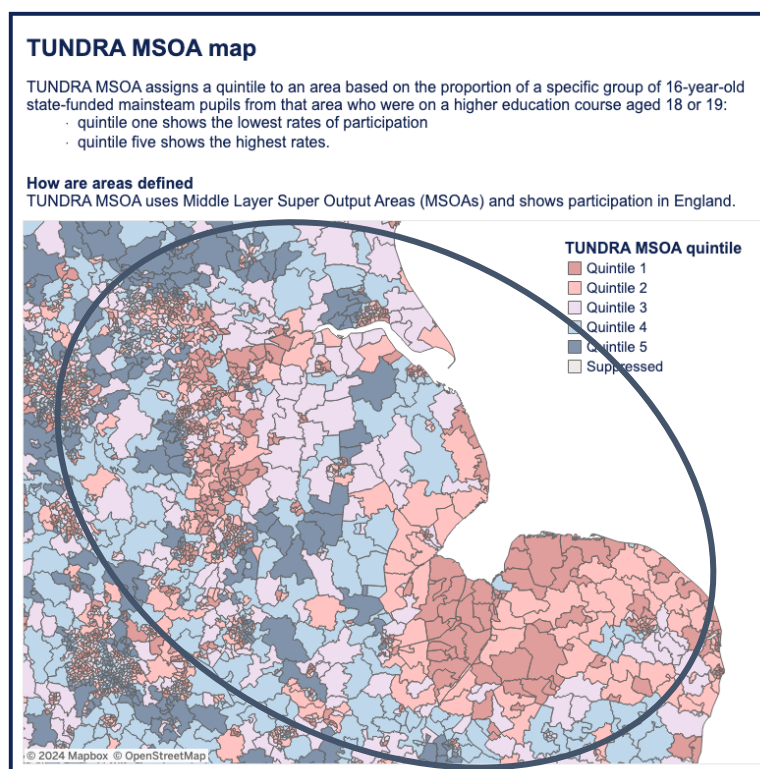 TUNDRA MSOA map
TUNDRA MSOA assigns a quintile to an area based on the proportion of a specific group of 16-year-old
state-funded mainsteam pupils from that area who were on a higher education course aged 18 or 19:
· quintile one shows the lowest rates of participation
· quintile five shows the highest rates.
How are areas defined
TUNDRA MSOA uses Middle Layer Super Output Areas (MSOAs) and shows participation in England.
TUNDRA MSOA quintile
Quintile 1
Quintile 2
Quintile 3
Quintile 4
Quintile 5
Suppressed
© 2024 Mapbox © OpenStreetMap